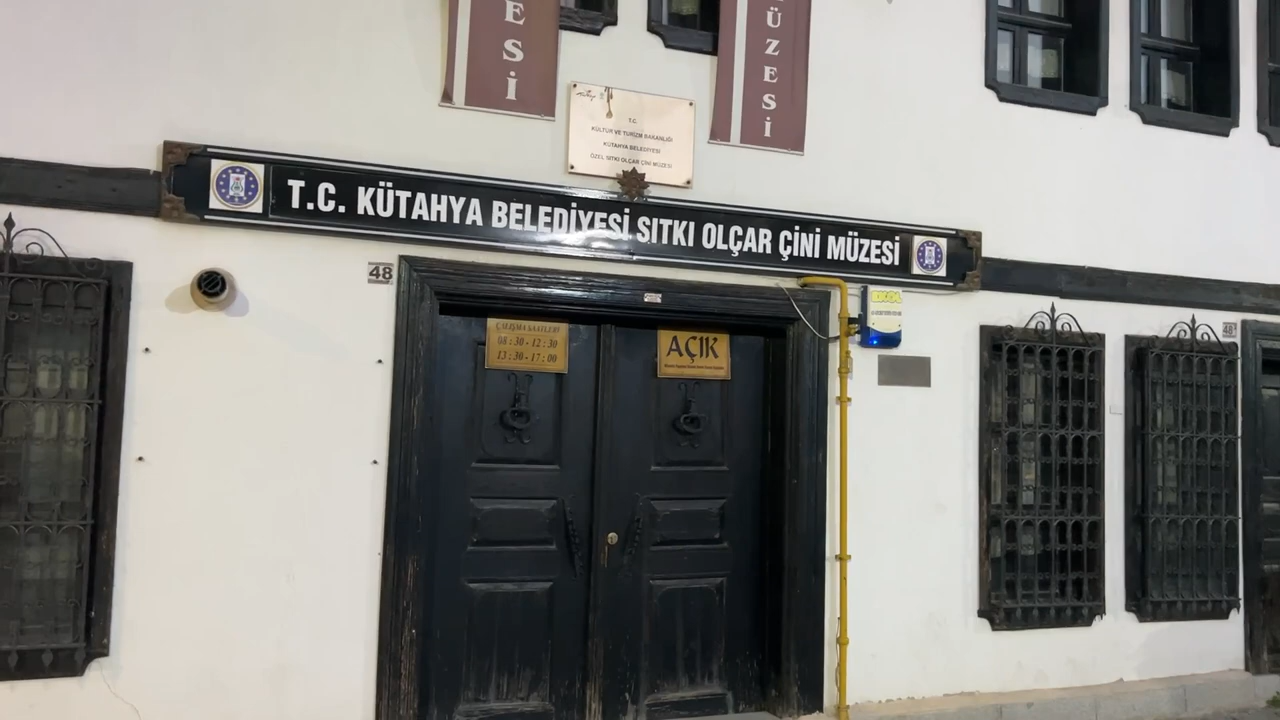 ESİ
ÜZESİ
T.C.
KÜLTÜR VE TURİZM BAKANLIĞI
KÜTAHYA BELEDİYESİ
ÖZEL SITKI OLÇAR ÇİNİ MÜZESİ
T.C. KÜTAHYA BELEDİYESİ SITKI OLÇAR ÇİNİ MÜZESİ
48
ÇALIŞMA SAATLERİ
08:30-12:30
13:30-17:00
AÇIK
48